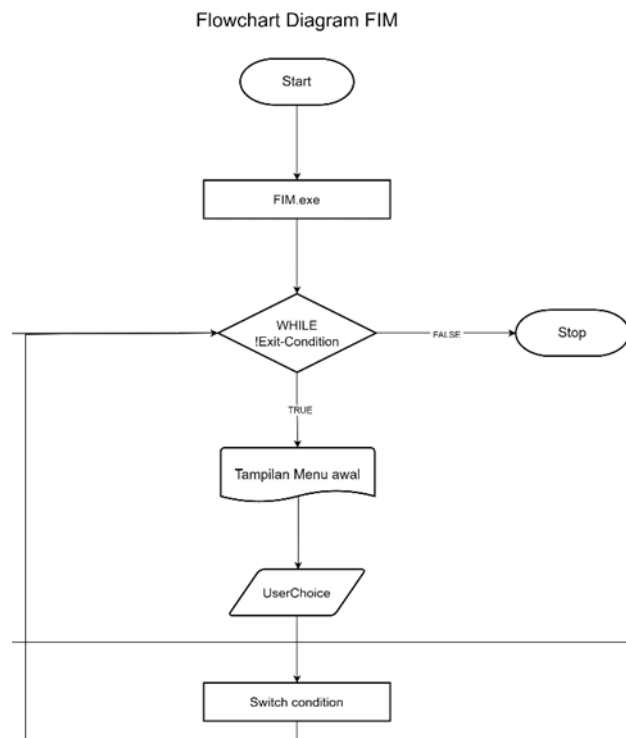 Flowchart Diagram FIM
Start
FIM.exe
WHILE
!Exit-Condition
FALSE
Stop
TRUE
Tampilan Menu awal
UserChoice
Switch condition